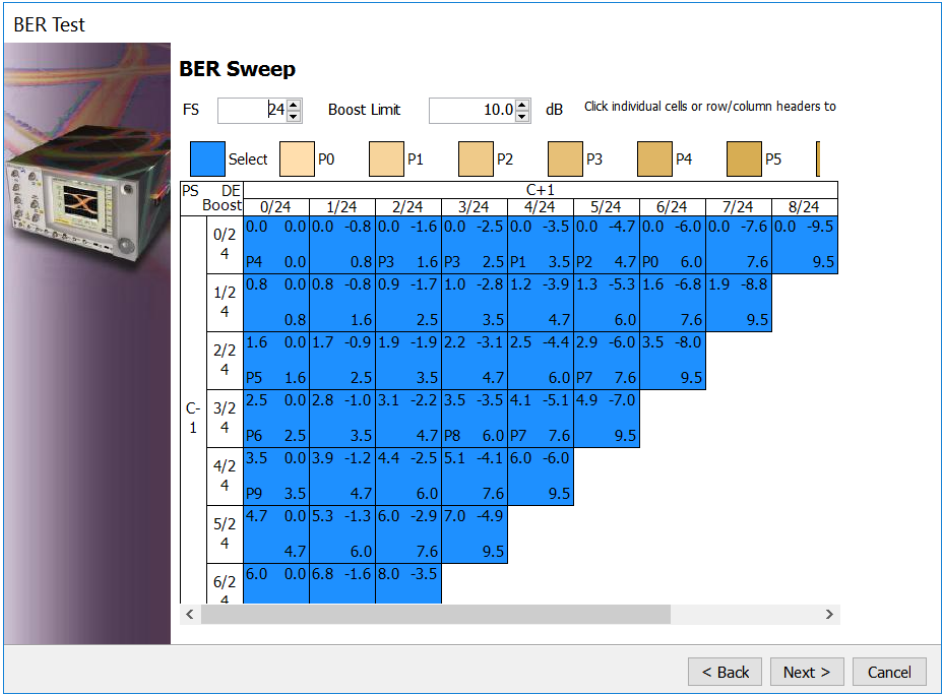 BER Test
BER Sweep
FS 24 Boost Limit 10.0 dB Click individual cells or row/column headers to
Select P0 P1 P2 P3 P4 P5
PS DE C+1
Boost 0/24 1/24 2/24 3/24 4/24 5/24 6/24 7/24 8/24
0.0 0.0 0.0 -0.8 0.0 -1.6 0.0 -2.5 0.0 -3.5 0.0 -4.7 0.0 -6.0 0.0 -7.6 0.0 -9.5
0/2
4
P4 0.0 0.8 P3 1.6 P3 2.5 P1 3.5 P2 4.7 P0 6.0 7.6 9.5
0.8 0.0 0.8 -0.8 0.9 -1.7 1.0 -2.8 1.2 -3.9 1.3 -5.3 1.6 -6.8 1.9 -8.8
1/2
4
0.8 1.6 2.5 3.5 4.7 6.0 7.6 9.5
1.6 0.0 1.7 -0.9 1.9 -1.9 2.2 -3.1 2.5 -4.4 2.9 -6.0 3.5 -8.0
2/2
4
P5 1.6 2.5 3.5 4.7 6.0 P7 7.6 9.5
2.5 0.0 2.8 -1.0 3.1 -2.2 3.5 -3.5 4.1 -5.1 4.9 -7.0
C- 3/2
1 4
P6 2.5 3.5 4.7 P8 6.0 P7 7.6 9.5
3.5 0.0 3.9 -1.2 4.4 -2.5 5.1 -4.1 6.0 -6.0
4/2
4
P9 3.5 4.7 6.0 7.6 9.5
4.7 0.0 5.3 -1.3 6.0 -2.9 7.0 -4.9
5/2
4
4.7 6.0 7.6 9.5
6.0 0.0 6.8 -1.6 8.0 -3.5
6/2
4
< Back Next > Cancel